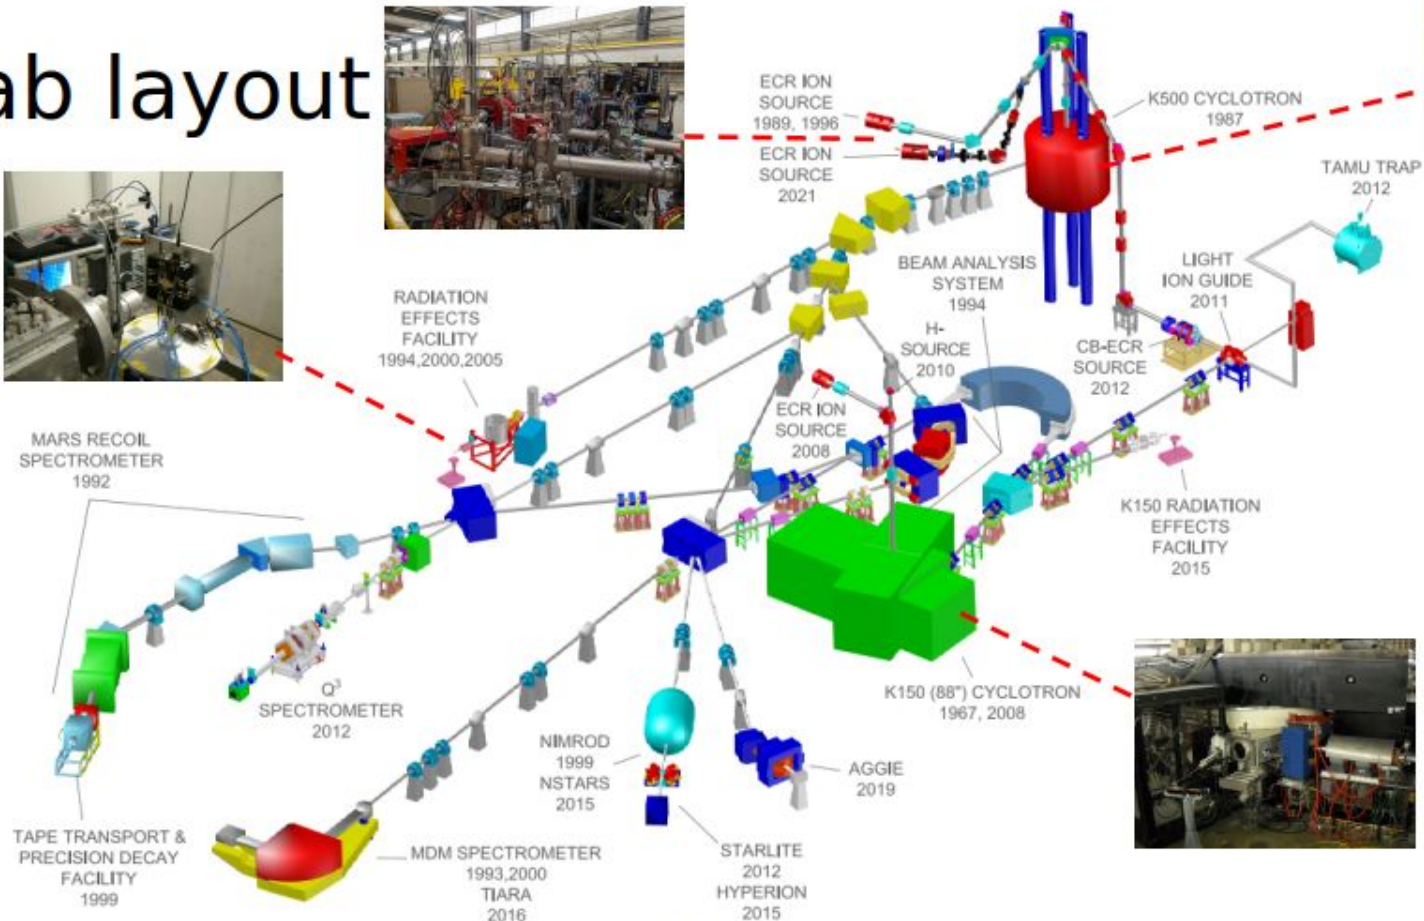 ab layout
ECR ION
SOURCE
1989, 1996
ECR ION
SOURCE
2021
K500 CYCLOTRON
1987
TAMU TRAP
2012
BEAM ANALYSIS
SYSTEM
1994
LIGHT
ION GUIDE
2011
RADIATION
EFFECTS
FACILITY
1994,2000,2005
H-
SOURCE
2010
CB-ECR
SOURCE
2012
ECR ION
SOURCE
2008
MARS RECOIL
SPECTROMETER
1992
K150 RADIATION
EFFECTS
FACILITY
2015
Q³
SPECTROMETER
2012
K150 (88") CYCLOTRON
1967, 2008
NIMROD
1999
NSTARS
2015
AGGIE
2019
TAPE TRANSPORT &
PRECISION DECAY
FACILITY
1999
MDM SPECTROMETER
1993,2000
TIARA
2016
STARLITE
2012
HYPERION
2015